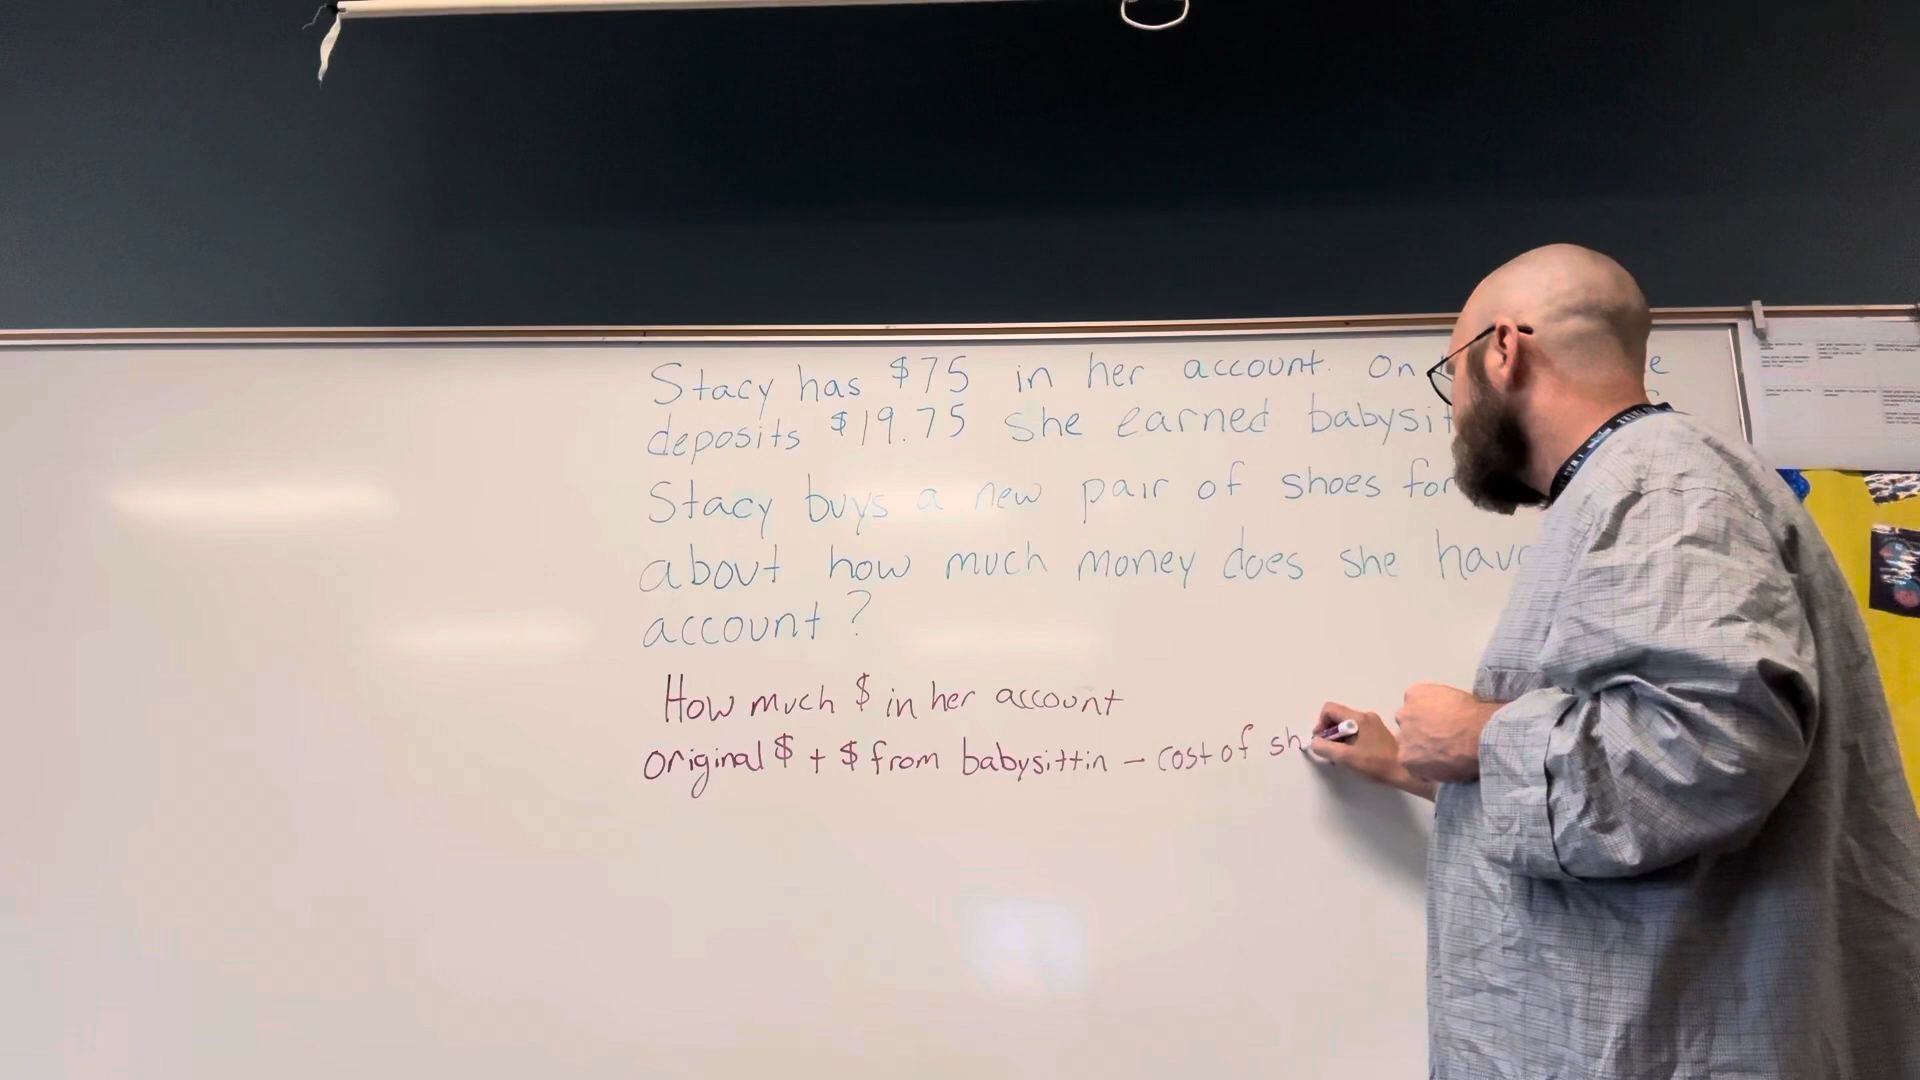 Stacy has $75 in her account. On
deposits $19.75 she earned babysit
Stacy buys a new pair of shoes for
about how much money does she have
account?
How much $ in her account
original $ + $ from babysittin - cost of sh